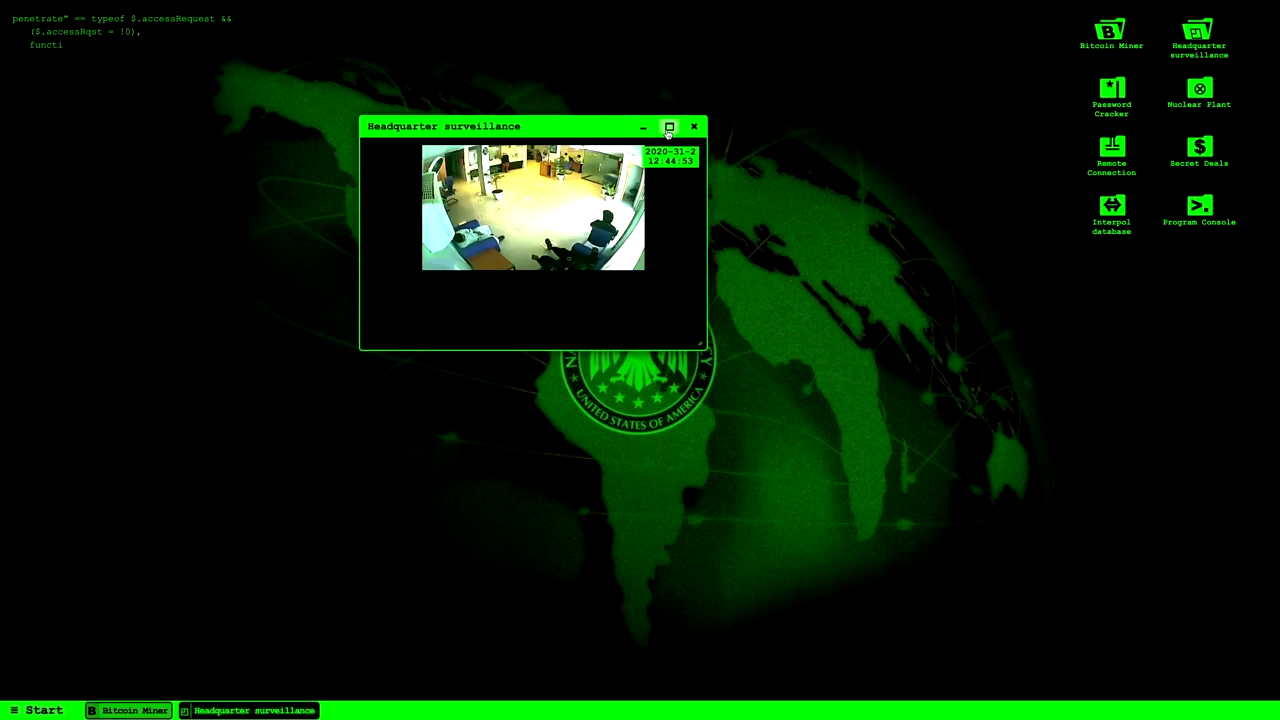 penetrate" == typeof $.accessRequest &&
($.accessRqst = !0),
functi
Bitcoin Miner
Headquarter
surveillance
Password
Cracker
Nuclear Plant
Remote
Connection
Secret Deals
Interpol
database
Program Console
Headquarter surveillance
2020-31-2
12:44:53
UNITED STATES OF AMERICA
Start
Bitcoin Miner
Headquarter surveillance